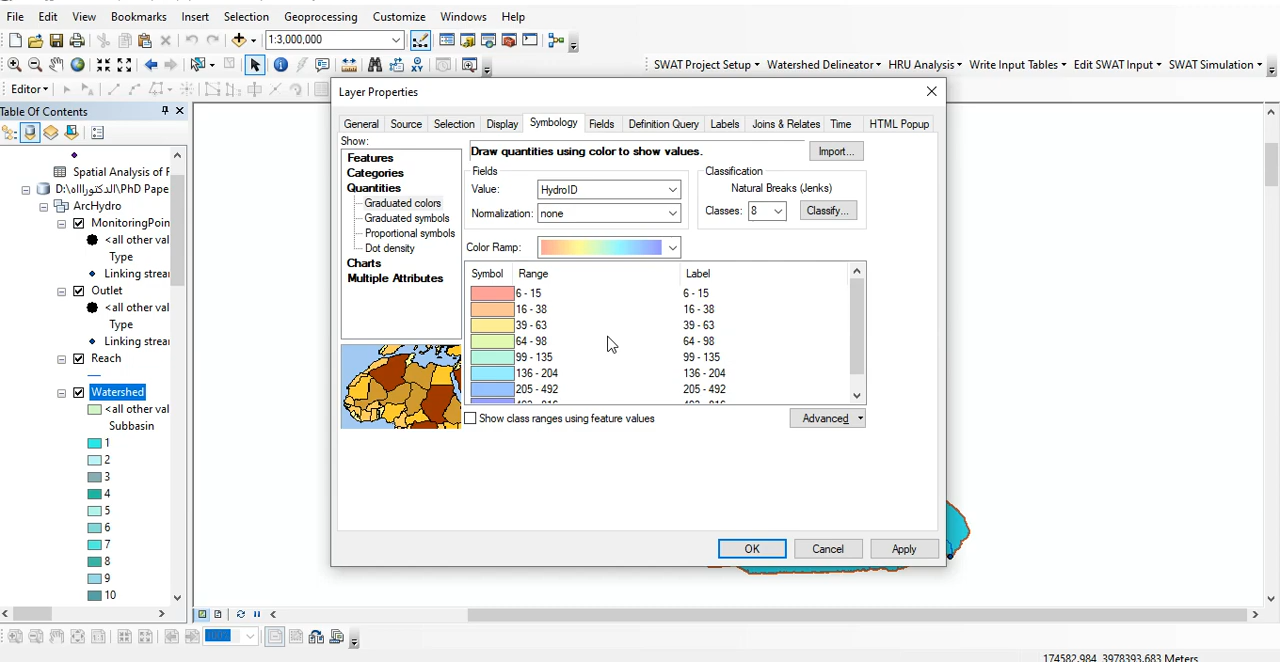 File Edit View Bookmarks Insert Selection Geoprocessing Customize Windows Help
1:3,000,000
SWAT Project Setup Watershed Delineator HRU Analysis Write Input Tables Edit SWAT Input SWAT Simulation
Editor
Table Of Contents
Spatial Analysis of F
ArcHydro
MonitoringPoin
<all other val
Type
Linking strea
Outlet
<all other val
Type
Linking strea
Reach
Watershed
<all other val
Subbasin
1
2
3
4
5
6
7
8
9
10
Layer Properties
General Source Selection Display Symbology Fields Definition Query Labels Joins & Relates Time HTML Popup
Show:
Features
Categories
Quantities
Graduated colors
Graduated symbols
Proportional symbols
Dot density
Charts
Multiple Attributes
Draw quantities using color to show values.
Import...
Fields
Value: HydroID
Normalization: none
Classification
Natural Breaks (Jenks)
Classes: 8 Classify...
Color Ramp:
Symbol Range Label
6 - 15 6 - 15
16 - 38 16 - 38
39 - 63 39 - 63
64 - 98 64 - 98
99 - 135 99 - 135
136 - 204 136 - 204
205 - 492 205 - 492
Show class ranges using feature values Advanced
OK Cancel Apply
174582.984 3978393.683 Meters